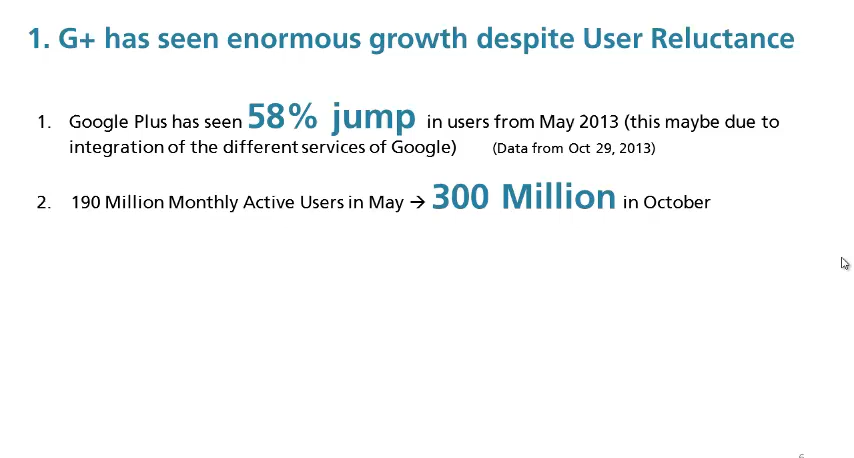 1. G+ has seen enormous growth despite User Reluctance
1. Google Plus has seen 58% jump in users from May 2013 (this maybe due to
integration of the different services of Google) (Data from Oct 29, 2013)
2. 190 Million Monthly Active Users in May → 300 Million in October
6